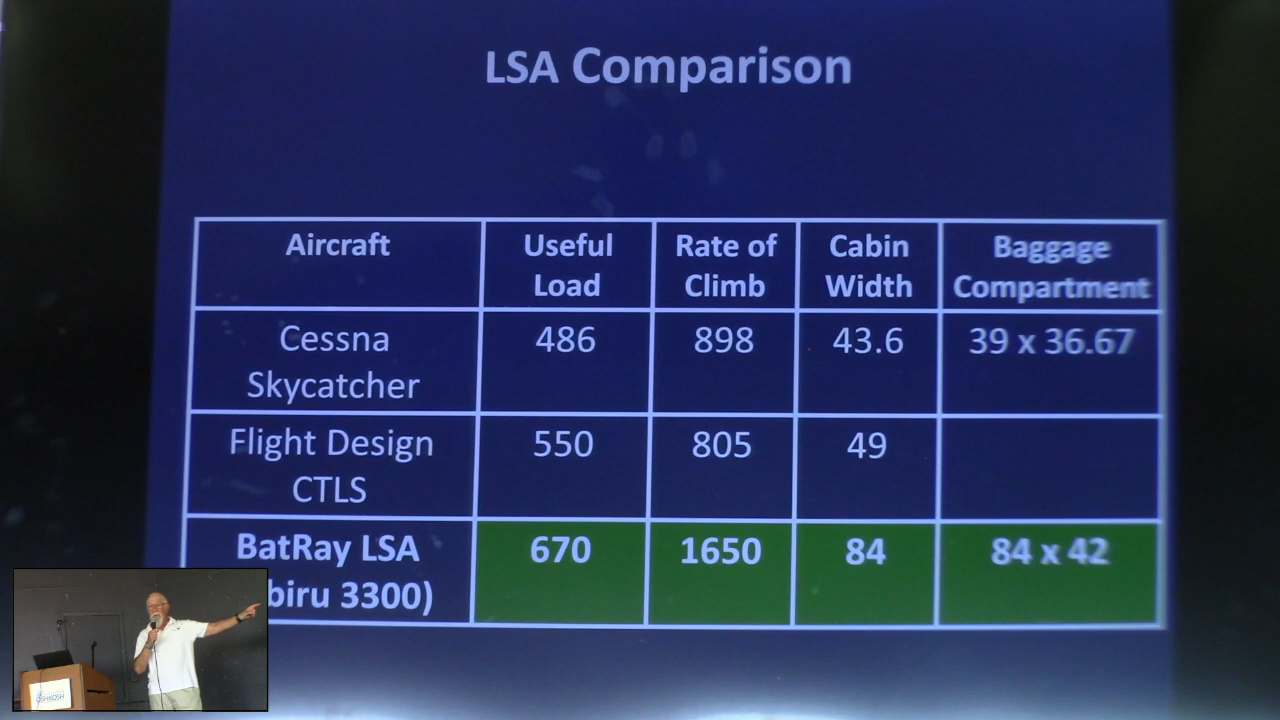 LSA Comparison
Aircraft
Useful
Load
Rate of
Climb
Cabin
Width
Baggage
Compartment
Cessna
Skycatcher
486
898
43.6
39 x 36.67
Flight Design
CTLS
550
805
49
BatRay LSA
biru 3300)
670
1650
84
84 x 42
OSHKOSH